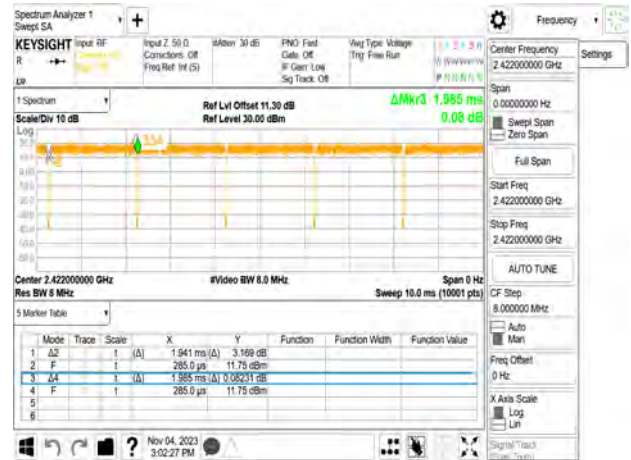 Spectrum Analyzer 1
Swept SA
Frequency
KEYSIGHT
Input: RF
R
Input Z: 50 Ω
Corrections: Off
Freq Ref: Int (S)
#Atten: 30 dB
PNO: Fast
Gate: Off
IF Gain: Low
Sig Track: Off
Avg Type: Voltage
Trig: Free Run
Center Frequency
2.422000000 GHz
Settings
Span
0.00000000 Hz
Swept Span
Zero Span
Full Span
Start Freq
2.422000000 GHz
Stop Freq
2.422000000 GHz
AUTO TUNE
CF Step
8.000000 MHz
Auto
Man
Freq Offset
0 Hz
X Axis Scale
Log
Lin
Signal Track
1 Spectrum
Scale/Div 10 dB
Log
Ref Lvl Offset 11.30 dB
Ref Level 30.00 dBm
ΔMkr3 1.985 ms
0.08 dB
Center 2.422000000 GHz
Res BW 8 MHz
#Video BW 8.0 MHz
Span 0 Hz
Sweep 10.0 ms (10001 pts)
5 Marker Table
Mode Trace Scale X Y Function Function Width Function Value
1 Δ2 t (Δ) 1.941 ms (Δ) 3.169 dB
2 F t 285.0 µs 11.75 dBm
3 Δ4 t (Δ) 1.985 ms (Δ) 0.08231 dB
4 F t 285.0 µs 11.75 dBm
5
6
Nov 04, 2023
3:02:27 PM